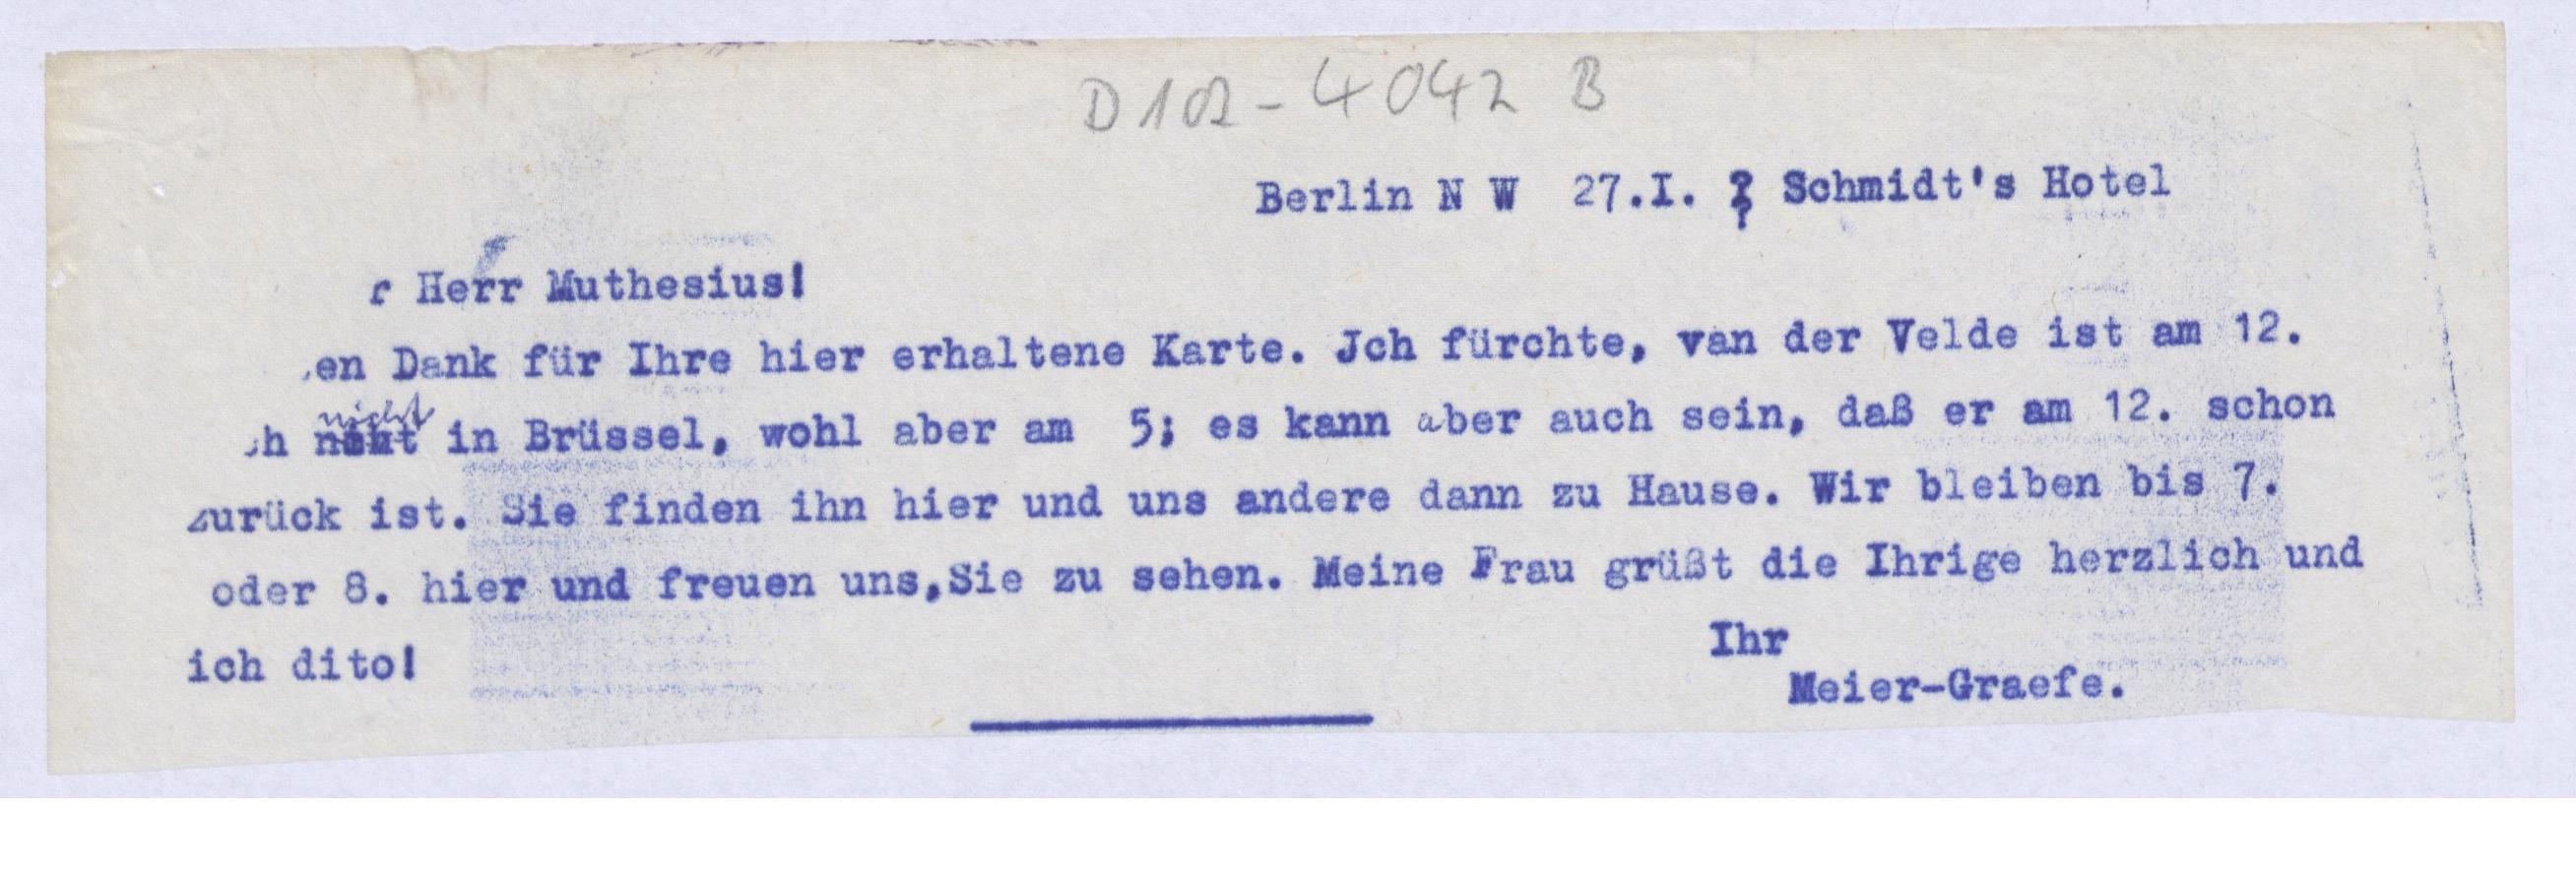 D 102-4042 B
Berlin N W 27.I. ? Schmidt's Hotel
r Herr Muthesius!
en Dank für Ihre hier erhaltene Karte. Jch fürchte, van der Velde ist am 12.
h nicht in Brüssel, wohl aber am 5; es kann aber auch sein, daß er am 12. schon
zurück ist. Sie finden ihn hier und uns andere dann zu Hause. Wir bleiben bis 7.
oder 8. hier und freuen uns,Sie zu sehen. Meine Frau grüßt die Ihrige herzlich und
ich dito!
Ihr
Meier-Graefe.